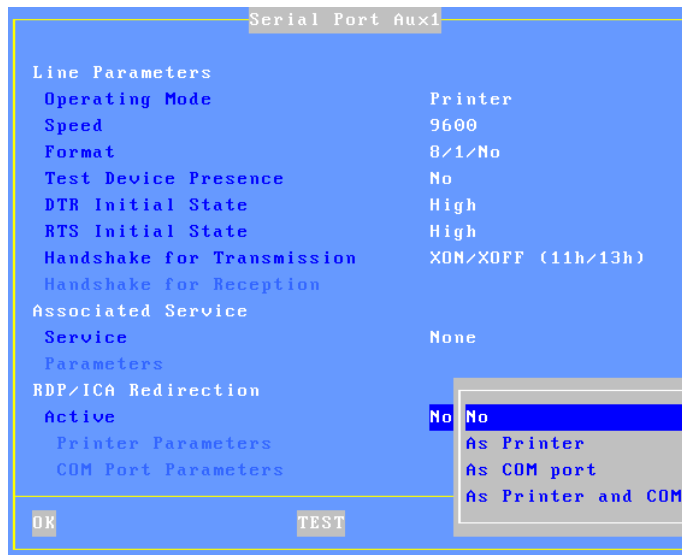 Serial Port Aux1
Line Parameters
Operating Mode Printer
Speed 9600
Format 8/1/No
Test Device Presence No
DTR Initial State High
RTS Initial State High
Handshake for Transmission XON/XOFF (11h/13h)
Handshake for Reception
Associated Service
Service None
Parameters
RDP/ICA Redirection
Active No No
Printer Parameters As Printer
COM Port Parameters As COM port
As Printer and COM
OK TEST